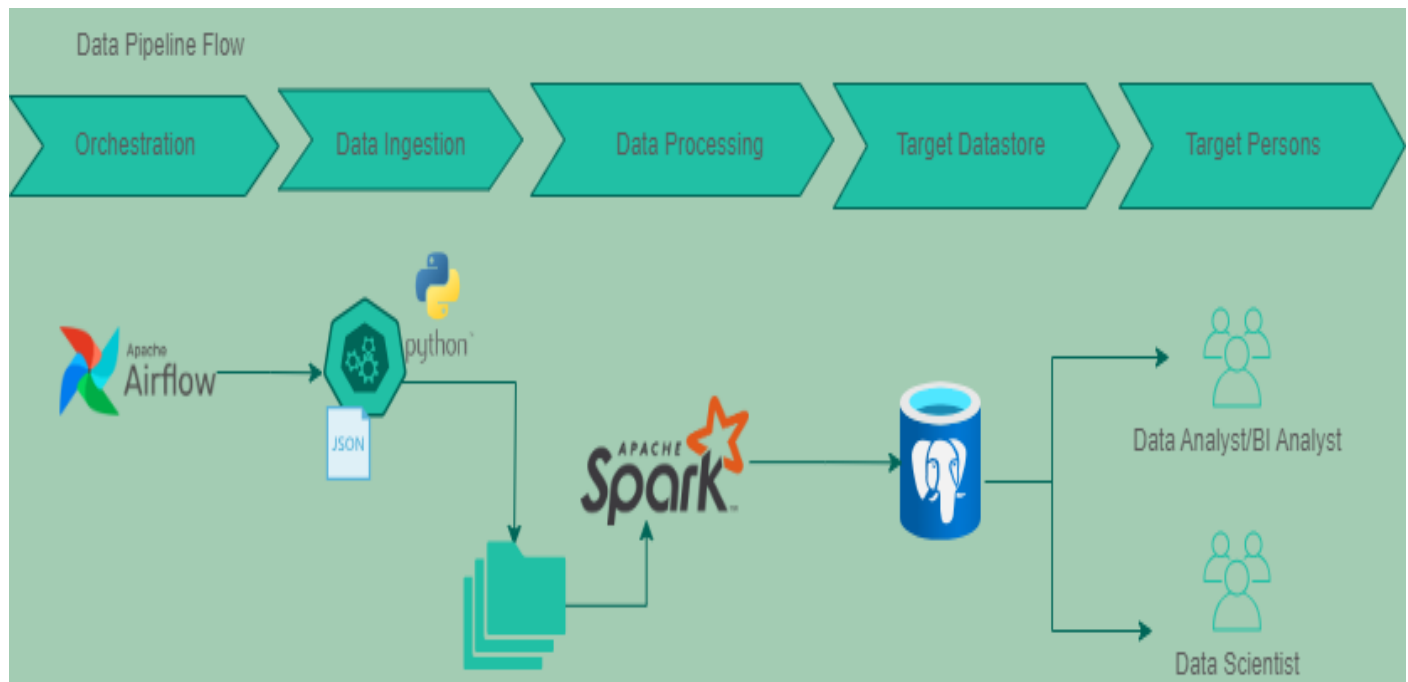 Data Pipeline Flow
Orchestration
Data Ingestion
Data Processing
Target Datastore
Target Persons
Apache
Airflow
python
JSON
APACHE
Spark
Data Analyst/BI Analyst
Data Scientist